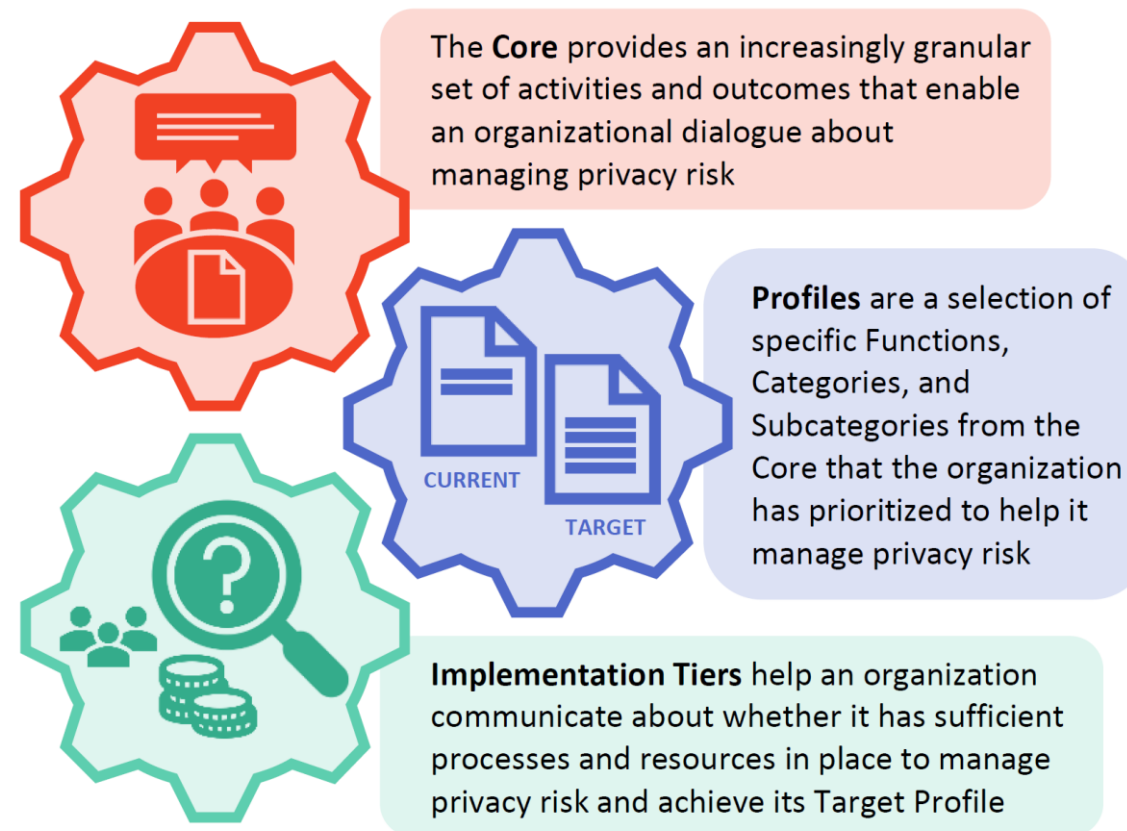 The Core provides an increasingly granular
set of activities and outcomes that enable
an organizational dialogue about
managing privacy risk
CURRENT
TARGET
Profiles are a selection of
specific Functions,
Categories, and
Subcategories from the
Core that the organization
has prioritized to help it
manage privacy risk
Implementation Tiers help an organization
communicate about whether it has sufficient
processes and resources in place to manage
privacy risk and achieve its Target Profile